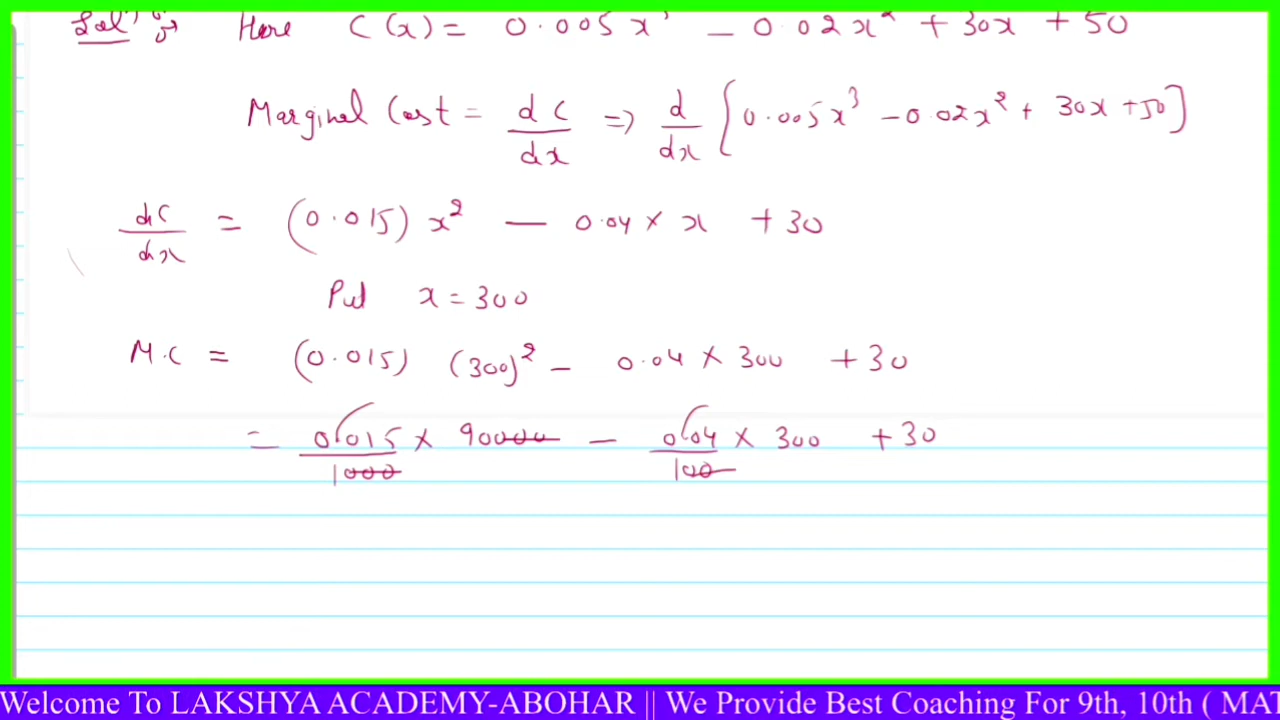 Sol": Here C(x) = 0.005x³ - 0.02x² + 30x + 50
Marginal Cost = dC/dx => d/dx [0.005x³ - 0.02x² + 30x + 50]
dC/dx = (0.015) x² - 0.04 × x + 30
Put x = 300
M.C = (0.015) (300)² - 0.04 × 300 + 30
= 0.015/1000 × 90000 - 0.04/100 × 300 + 30
Welcome To LAKSHYA ACADEMY-ABOHAR || We Provide Best Coaching For 9th, 10th ( MAT